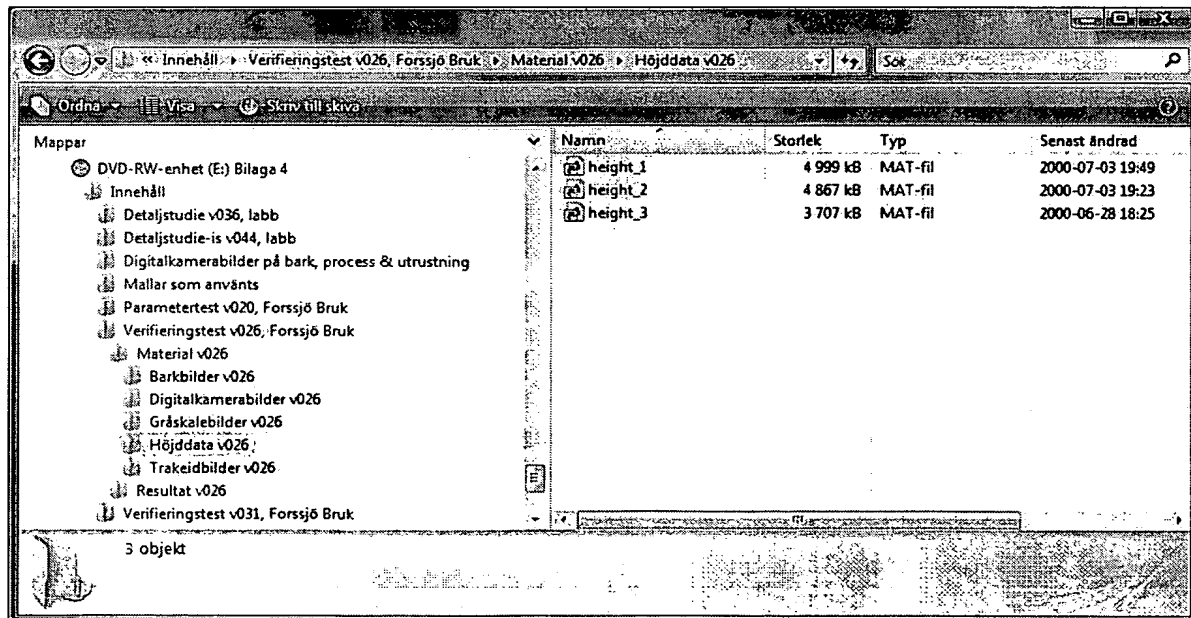 « Innehåll ▸ Verifieringstest v026, Forssjö Bruk ▸ Material v026 ▸ Höjddata v026
Sök
Ordna Visa Skriv till skiva
Mappar
DVD-RW-enhet (E:) Bilaga 4
Innehåll
Detaljstudie v036, labb
Detaljstudie-is v044, labb
Digitalkamerabilder på bark, process & utrustning
Mallar som använts
Parametertest v020, Forssjö Bruk
Verifieringstest v026, Forssjö Bruk
Material v026
Barkbilder v026
Digitalkamerabilder v026
Gråskalebilder v026
Höjddata v026
Trakeidbilder v026
Resultat v026
Verifieringstest v031, Forssjö Bruk
Namn Storlek Typ Senast ändrad
height_1 4 999 kB MAT-fil 2000-07-03 19:49
height_2 4 867 kB MAT-fil 2000-07-03 19:23
height_3 3 707 kB MAT-fil 2000-06-28 18:25
3 objekt